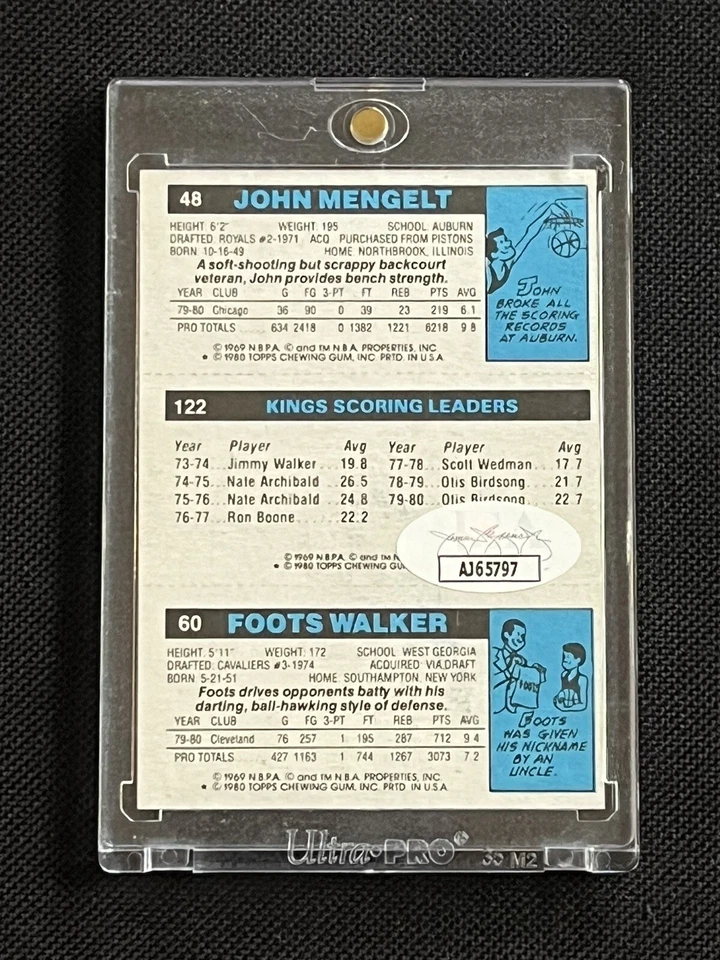 48 JOHN MENGELT
HEIGHT: 6'2" WEIGHT: 195 SCHOOL: AUBURN
DRAFTED: ROYALS #2-1971 ACQ: PURCHASED FROM PISTONS
BORN: 10-16-49 HOME: NORTHBROOK, ILLINOIS
A soft-shooting but scrappy backcourt
veteran, John provides bench strength.
YEAR CLUB G FG 3-PT FT REB PTS AVG
79-80 Chicago 36 90 0 39 23 219 6.1
PRO TOTALS 634 2418 0 1382 1221 6218 9.8
© 1969 N.B.P.A. © and TM N.B.A. PROPERTIES, INC.
* © 1980 TOPPS CHEWING GUM, INC. PRTD. IN U.S.A.
JOHN
BROKE ALL
THE SCORING
RECORDS
AT AUBURN.
122 KINGS SCORING LEADERS
Year Player Avg Year Player Avg
73-74...Jimmy Walker...19.8 77-78...Scott Wedman...17.7
74-75...Nate Archibald...26.5 78-79...Otis Birdsong...21.7
75-76...Nate Archibald...24.8 79-80...Otis Birdsong...22.7
76-77...Ron Boone...22.2
© 1969 N.B.P.A. © and TM N
* © 1980 TOPPS CHEWING GU
AJ65797
60 FOOTS WALKER
HEIGHT: 5'11" WEIGHT: 172 SCHOOL: WEST GEORGIA
DRAFTED: CAVALIERS #3-1974 ACQUIRED: VIA DRAFT
BORN: 5-21-51 HOME: SOUTHAMPTON, NEW YORK
Foots drives opponents batty with his
darting, ball-hawking style of defense.
YEAR CLUB G FG 3-PT FT REB PTS AVG
79-80 Cleveland 76 257 1 195 287 712 9.4
PRO TOTALS 427 1163 1 744 1267 3073 7.2
© 1969 N.B.P.A. © and TM N.B.A. PROPERTIES, INC.
* © 1980 TOPPS CHEWING GUM, INC. PRTD. IN U.S.A.
FOOTS
FOOTS
WAS GIVEN
HIS NICKNAME
BY AN
UNCLE.
Ultra·PRO®